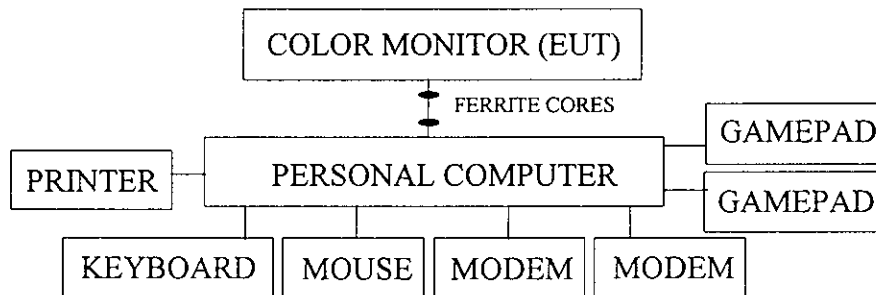 COLOR MONITOR (EUT)
FERRITE CORES
GAMEPAD
PERSONAL COMPUTER
PRINTER
GAMEPAD
KEYBOARD
MOUSE
MODEM
MODEM